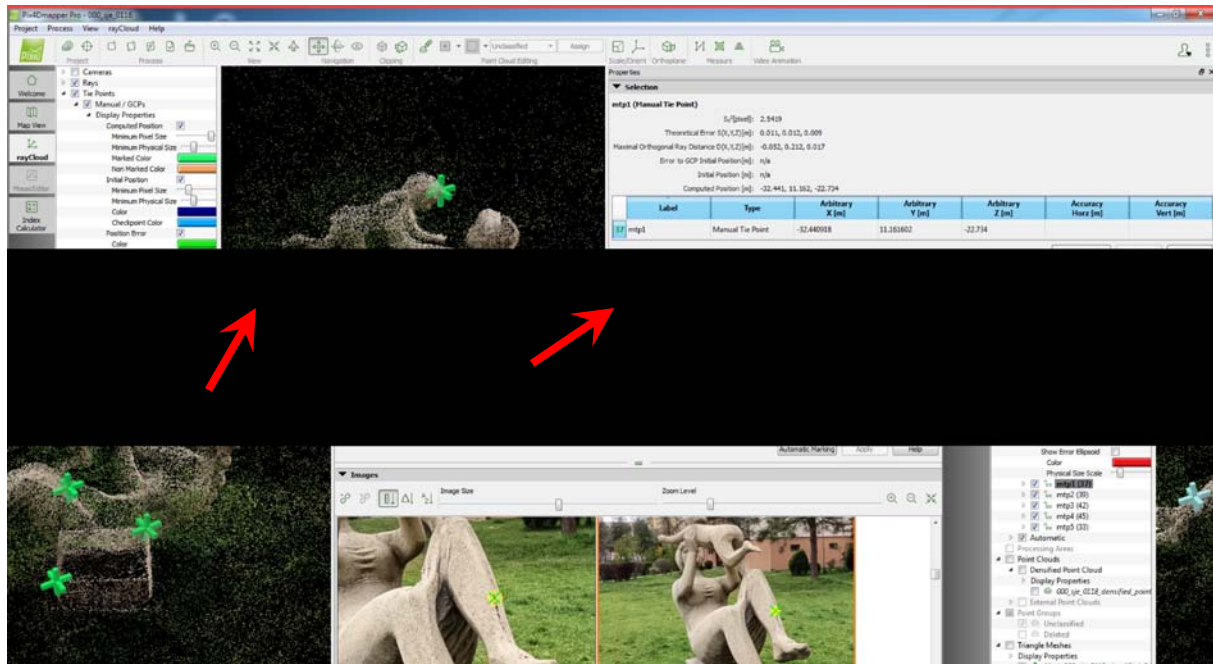 Pix4Dmapper Pro - 000_sje_0118
Project Process View rayCloud Help
Unclassified Assign
Project Process View Navigation Clipping Point Cloud Editing Scale/Orient Orthoplane Measure Video Animation
Welcome
Map View
rayCloud
Mosaic Editor
Index Calculator
Cameras
Rays
Tie Points
Manual / GCPs
Display Properties
Computed Position
Minimum Pixel Size
Minimum Physical Size
Marked Color
Non Marked Color
Initial Position
Minimum Pixel Size
Minimum Physical Size
Color
Checkpoint Color
Position Error
Color
Properties
Selection
mtp1 (Manual Tie Point)
S₀²[pixel]: 2.5419
Theoretical Error S(X,Y,Z)[m]: 0.011, 0.012, 0.009
Maximal Orthogonal Ray Distance D(X,Y,Z)[m]: -0.052, 0.212, 0.017
Error to GCP Initial Position[m]: n/a
Initial Position [m]: n/a
Computed Position [m]: -32.441, 11.162, -22.734
Label Type Arbitrary X [m] Arbitrary Y [m] Arbitrary Z [m] Accuracy Horz [m] Accuracy Vert [m]
37 mtp1 Manual Tie Point -32.440918 11.161602 -22.734
Automatic Marking Apply Help
Images
Image Size Zoom Level
Show Error Ellipsoid
Color
Physical Size Scale
mtp1 (37)
mtp2 (39)
mtp3 (42)
mtp4 (45)
mtp5 (33)
Automatic
Processing Areas
Point Clouds
Densified Point Cloud
Display Properties
000_sje_0118_densified_point
External Point Clouds
Point Groups
Unclassified
Deleted
Triangle Meshes
Display Properties